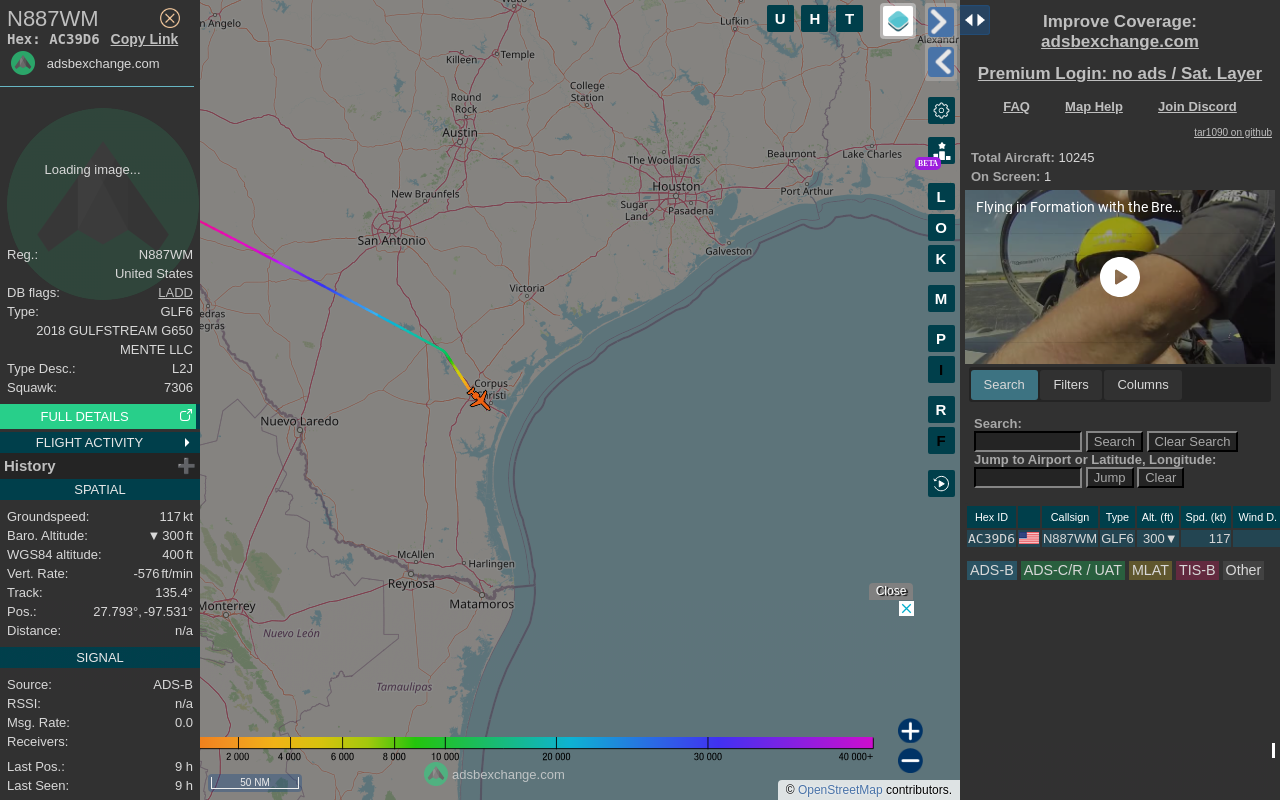 N887WM
Hex: AC39D6 Copy Link
adsbexchange.com
Loading image...
Reg.: N887WM
United States
DB flags: LADD
Type: GLF6
2018 GULFSTREAM G650
MENTE LLC
Type Desc.: L2J
Squawk: 7306
FULL DETAILS
FLIGHT ACTIVITY
History
SPATIAL
Groundspeed: 117 kt
Baro. Altitude: ▼ 300 ft
WGS84 altitude: 400 ft
Vert. Rate: -576 ft/min
Track: 135.4°
Pos.: 27.793°, -97.531°
Distance: n/a
SIGNAL
Source: ADS-B
RSSI: n/a
Msg. Rate: 0.0
Receivers:
Last Pos.: 9 h
Last Seen: 9 h
n Angelo
Waco
Lufkin
Alexandri
Killeen
Temple
College
Station
Round
Rock
Austin
The Woodlands
Beaumont
Lake Charles
New Braunfels
Houston
Port Arthur
Sugar
Land
Pasadena
San Antonio
Galveston
Victoria
edras
egras
Corpus
risti
Nuevo Laredo
McAllen
Harlingen
Reynosa
Matamoros
Monterrey
Nuevo León
Tamaulipas
U H T
BETA
L
O
K
M
P
I
R
F
Close
2 000 4 000 6 000 8 000 10 000 20 000 30 000 40 000+
50 NM
adsbexchange.com
© OpenStreetMap contributors.
Improve Coverage:
adsbexchange.com
Premium Login: no ads / Sat. Layer
FAQ Map Help Join Discord
tar1090 on github
Total Aircraft: 10245
On Screen: 1
Flying in Formation with the Bre...
Search Filters Columns
Search:
Search Clear Search
Jump to Airport or Latitude, Longitude:
Jump Clear
Hex ID Callsign Type Alt. (ft) Spd. (kt) Wind D.
AC39D6 N887WM GLF6 300▼ 117
ADS-B ADS-C/R / UAT MLAT TIS-B Other